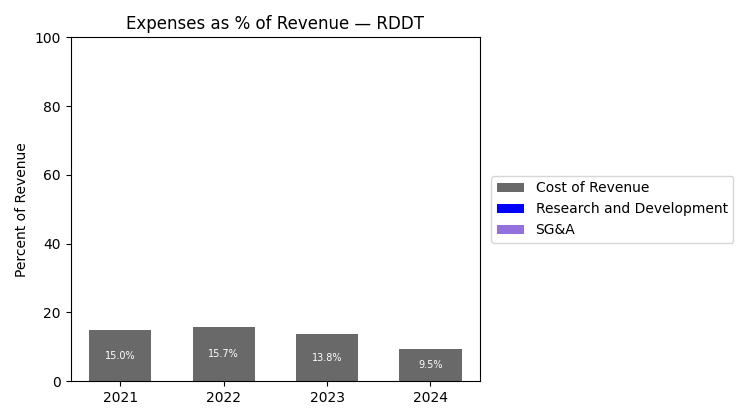 Expenses as % of Revenue — RDDT
Percent of Revenue
100
80
60
40
20
0
15.0%
15.7%
13.8%
9.5%
2021
2022
2023
2024
Cost of Revenue
Research and Development
SG&A